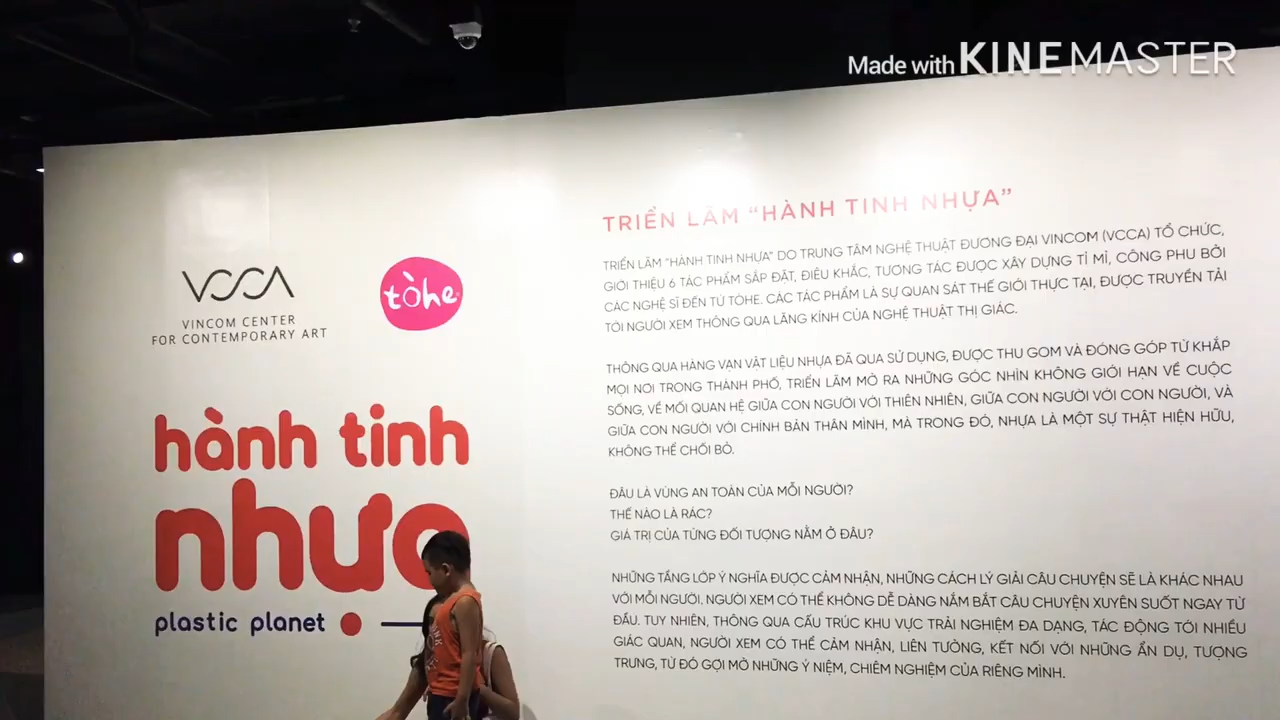 Made with KINEMASTER
VCCA
VINCOM CENTER
FOR CONTEMPORARY ART
tòhe
hành tinh
nhựa
plastic planet
TRIỂN LÃM “HÀNH TINH NHỰA”
TRIỂN LÃM “HÀNH TINH NHỰA” DO TRUNG TÂM NGHỆ THUẬT ĐƯƠNG ĐẠI VINCOM (VCCA) TỔ CHỨC,
GIỚI THIỆU 6 TÁC PHẨM SẮP ĐẶT, ĐIÊU KHẮC, TƯƠNG TÁC ĐƯỢC XÂY DỰNG TỈ MỈ, CÔNG PHU BỞI
CÁC NGHỆ SĨ ĐẾN TỪ TÒHE. CÁC TÁC PHẨM LÀ SỰ QUAN SÁT THẾ GIỚI THỰC TẠI, ĐƯỢC TRUYỀN TẢI
TỚI NGƯỜI XEM THÔNG QUA LĂNG KÍNH CỦA NGHỆ THUẬT THỊ GIÁC.
THÔNG QUA HÀNG VẠN VẬT LIỆU NHỰA ĐÃ QUA SỬ DỤNG, ĐƯỢC THU GOM VÀ ĐÓNG GÓP TỪ KHẮP
MỌI NƠI TRONG THÀNH PHỐ, TRIỂN LÃM MỞ RA NHỮNG GÓC NHÌN KHÔNG GIỚI HẠN VỀ CUỘC
SỐNG, VỀ MỐI QUAN HỆ GIỮA CON NGƯỜI VỚI THIÊN NHIÊN, GIỮA CON NGƯỜI VỚI CON NGƯỜI, VÀ
GIỮA CON NGƯỜI VỚI CHÍNH BẢN THÂN MÌNH, MÀ TRONG ĐÓ, NHỰA LÀ MỘT SỰ THẬT HIỆN HỮU,
KHÔNG THỂ CHỐI BỎ.
ĐÂU LÀ VÙNG AN TOÀN CỦA MỖI NGƯỜI?
THẾ NÀO LÀ RÁC?
GIÁ TRỊ CỦA TỪNG ĐỐI TƯỢNG NẰM Ở ĐÂU?
NHỮNG TẦNG LỚP Ý NGHĨA ĐƯỢC CẢM NHẬN, NHỮNG CÁCH LÝ GIẢI CÂU CHUYỆN SẼ LÀ KHÁC NHAU
VỚI MỖI NGƯỜI. NGƯỜI XEM CÓ THỂ KHÔNG DỄ DÀNG NẮM BẮT CÂU CHUYỆN XUYÊN SUỐT NGAY TỪ
ĐẦU. TUY NHIÊN, THÔNG QUA CẤU TRÚC KHU VỰC TRẢI NGHIỆM ĐA DẠNG, TÁC ĐỘNG TỚI NHIỀU
GIÁC QUAN, NGƯỜI XEM CÓ THỂ CẢM NHẬN, LIÊN TƯỞNG, KẾT NỐI VỚI NHỮNG ẨN DỤ, TƯỢNG
TRƯNG, TỪ ĐÓ GỢI MỞ NHỮNG Ý NIỆM, CHIÊM NGHIỆM CỦA RIÊNG MÌNH.